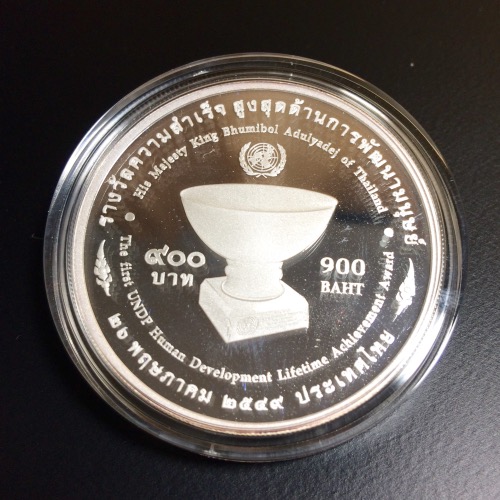 รางวัลความสำเร็จ สูงสุดด้านการพัฒนามนุษย์
His Majesty King Bhumibol Adulyadej of Thailand
๙๐๐
บาท
900
BAHT
The first UNDP Human Development Lifetime Achievement Award
๒๖ พฤษภาคม ๒๕๔๙ ประเทศไทย